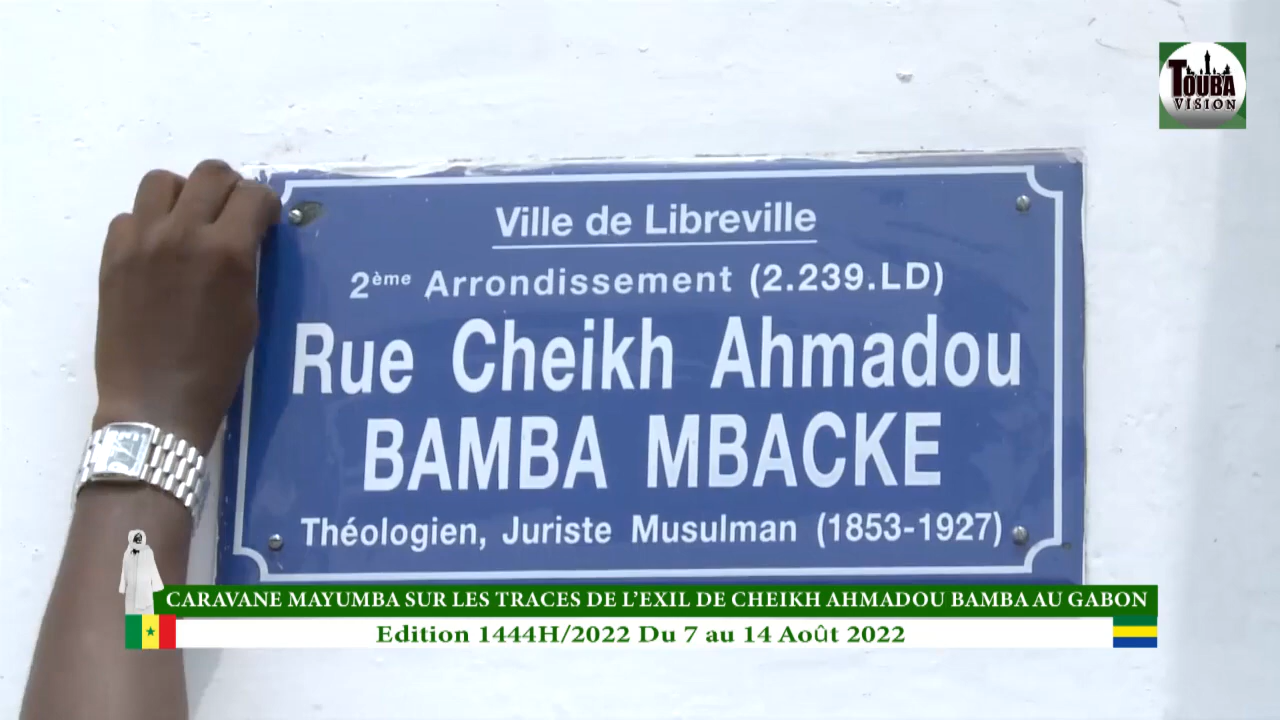 TOUBA
VISION
Ville de Libreville
2ème Arrondissement (2.239.LD)
Rue Cheikh Ahmadou
BAMBA MBACKE
Théologien, Juriste Musulman (1853-1927)
CARAVANE MAYUMBA SUR LES TRACES DE L'EXIL DE CHEIKH AHMADOU BAMBA AU GABON
Edition 1444H/2022 Du 7 au 14 Août 2022